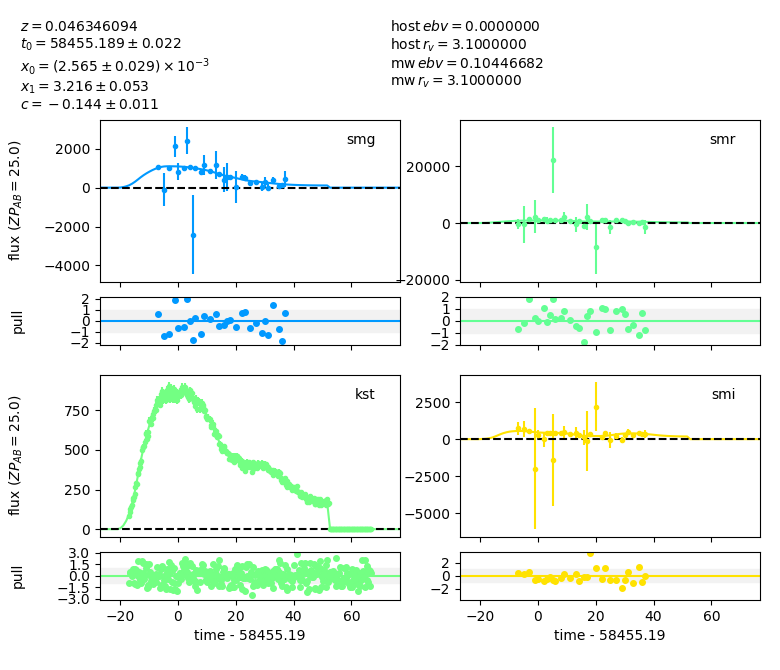 z = 0.046346094
t₀ = 58455.189 ± 0.022
x₀ = (2.565 ± 0.029) × 10⁻³
x₁ = 3.216 ± 0.053
c = −0.144 ± 0.011
host ebv = 0.0000000
host r_v = 3.1000000
mw ebv = 0.10446682
mw r_v = 3.1000000
flux (ZP_AB = 25.0)
2000
0
−2000
−4000
smg
20000
0
−20000
smr
pull
2
1
0
−1
−2
2
1
0
−1
−2
flux (ZP_AB = 25.0)
750
500
250
0
kst
2500
0
−2500
−5000
smi
pull
3.0
1.5
0.0
−1.5
−3.0
2
0
−2
−20 0 20 40 60
time - 58455.19
−20 0 20 40 60
time - 58455.19